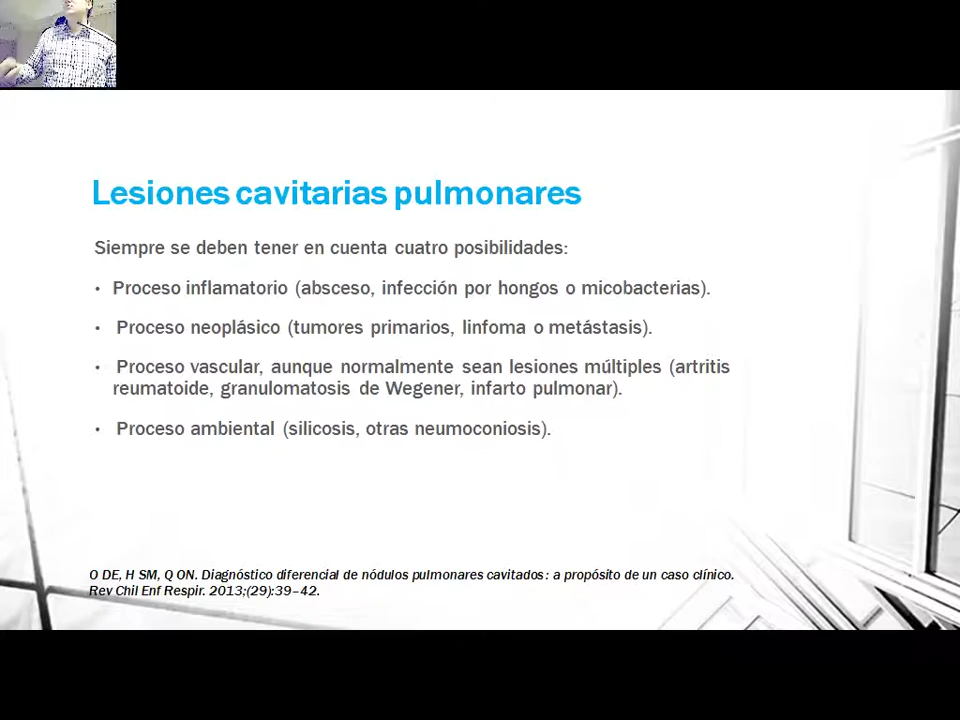 Lesiones cavitarias pulmonares
Siempre se deben tener en cuenta cuatro posibilidades:
• Proceso inflamatorio (absceso, infección por hongos o micobacterias).
• Proceso neoplásico (tumores primarios, linfoma o metástasis).
• Proceso vascular, aunque normalmente sean lesiones múltiples (artritis
reumatoide, granulomatosis de Wegener, infarto pulmonar).
• Proceso ambiental (silicosis, otras neumoconiosis).
O DE, H SM, Q ON. Diagnóstico diferencial de nódulos pulmonares cavitados: a propósito de un caso clínico.
Rev Chil Enf Respir. 2013;(29):39–42.